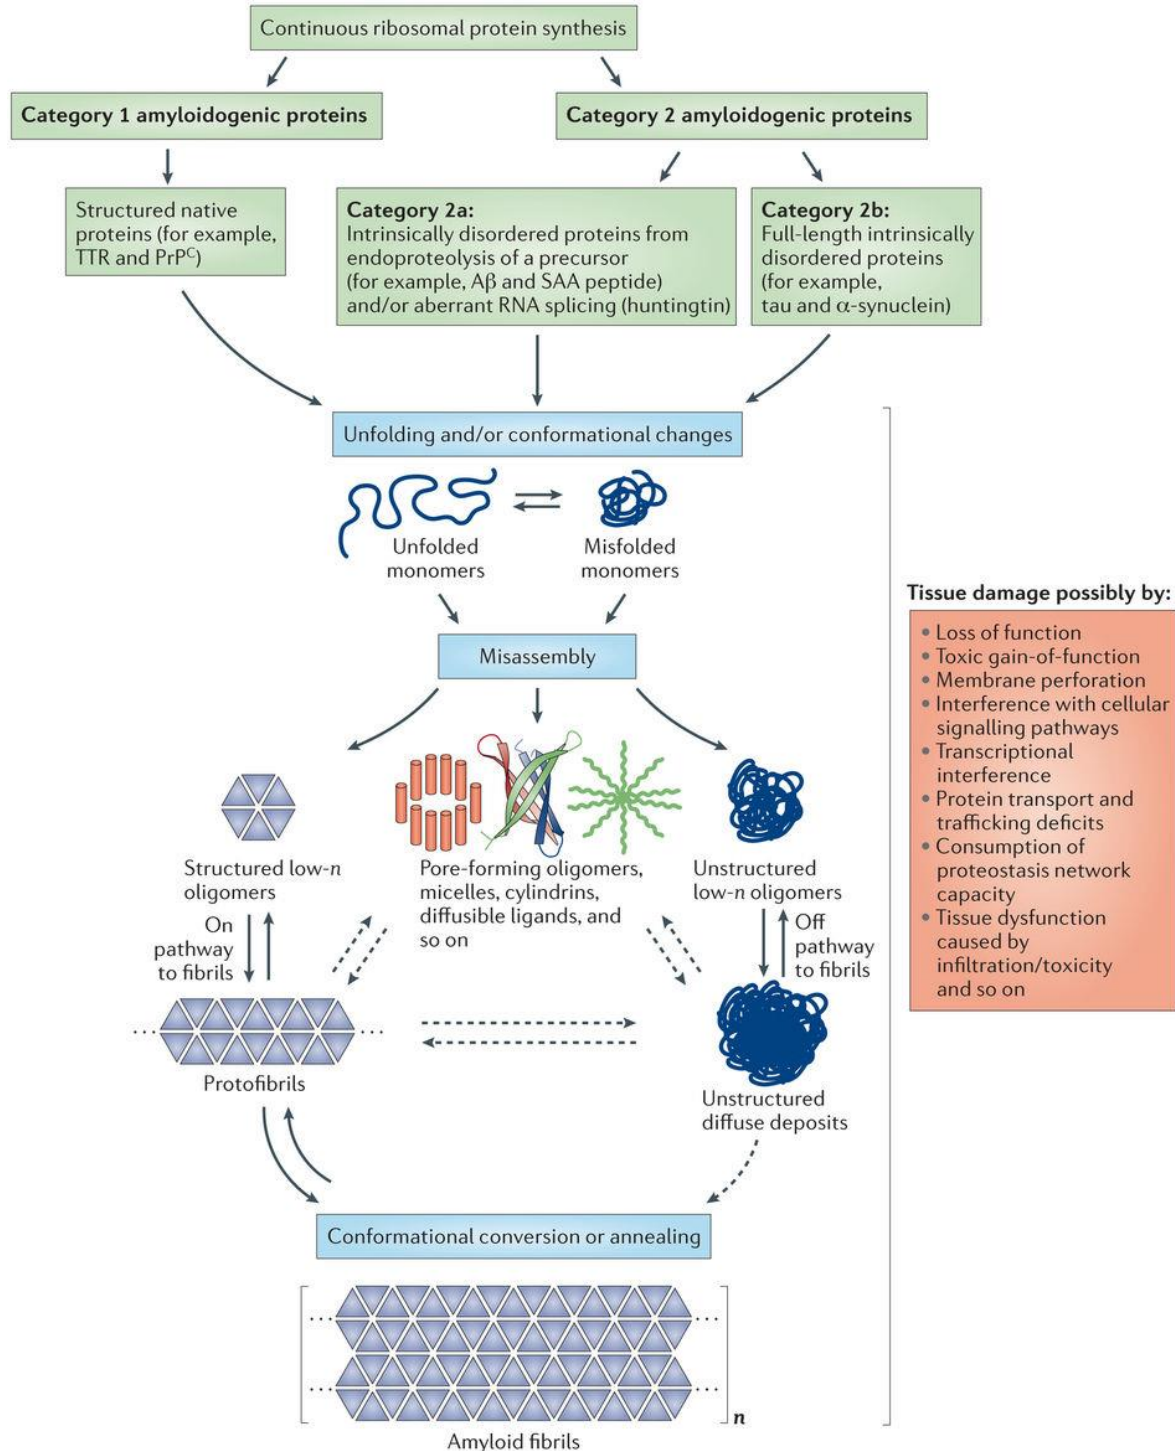 Continuous ribosomal protein synthesis
Category 1 amyloidogenic proteins
Category 2 amyloidogenic proteins
Structured native
proteins (for example,
TTR and PrPᶜ)
Category 2a:
Intrinsically disordered proteins from
endoproteolysis of a precursor
(for example, Aβ and SAA peptide)
and/or aberrant RNA splicing (huntingtin)
Category 2b:
Full-length intrinsically
disordered proteins
(for example,
tau and α-synuclein)
Unfolding and/or conformational changes
Unfolded
monomers
Misfolded
monomers
Misassembly
Structured low-n
oligomers
Pore-forming oligomers,
micelles, cylindrins,
diffusible ligands, and
so on
Unstructured
low-n oligomers
On
pathway
to fibrils
Off
pathway
to fibrils
Protofibrils
Unstructured
diffuse deposits
Conformational conversion or annealing
n
Amyloid fibrils
Tissue damage possibly by:
• Loss of function
• Toxic gain-of-function
• Membrane perforation
• Interference with cellular
signalling pathways
• Transcriptional
interference
• Protein transport and
trafficking deficits
• Consumption of
proteostasis network
capacity
• Tissue dysfunction
caused by
infiltration/toxicity
and so on